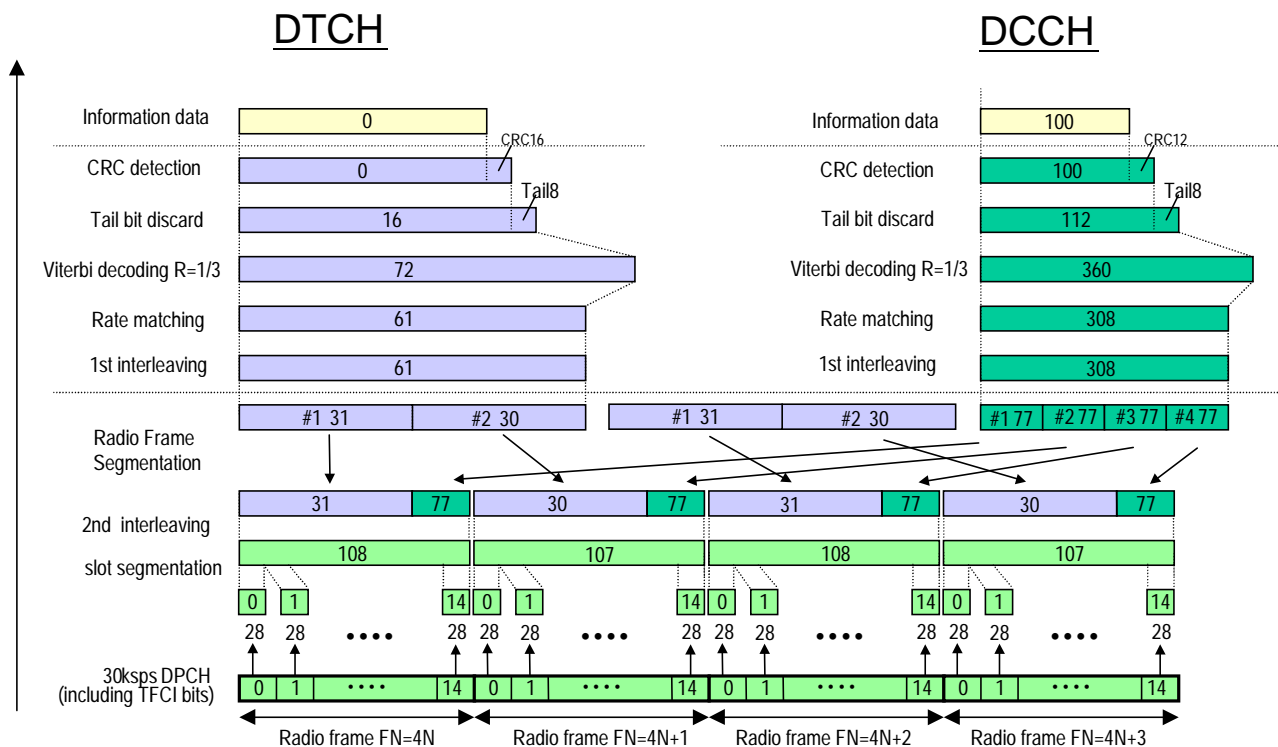 DTCH DCCH
Information data 0 Information data 100
CRC16 CRC12
CRC detection 0 CRC detection 100
Tail8 Tail8
Tail bit discard 16 Tail bit discard 112
Viterbi decoding R=1/3 72 Viterbi decoding R=1/3 360
Rate matching 61 Rate matching 308
1st interleaving 61 1st interleaving 308
#1 31 #2 30 #1 31 #2 30 #1 77 #2 77 #3 77 #4 77
Radio Frame
Segmentation
31 77 30 77 31 77 30 77
2nd interleaving
108 107 108 107
slot segmentation
0 1 14 0 1 14 0 1 14 0 1 14
28 28 •••• 28 28 28 •••• 28 28 28 •••• 28 28 28 •••• 28
30ksps DPCH
(including TFCI bits)
0 1 •••• 14 0 1 •••• 14 0 1 •••• 14 0 1 •••• 14
Radio frame FN=4N Radio frame FN=4N+1 Radio frame FN=4N+2 Radio frame FN=4N+3